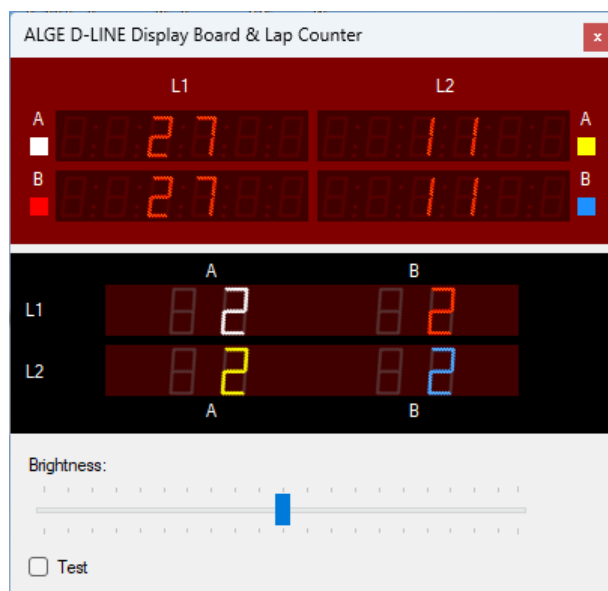 ALGE D-LINE Display Board & Lap Counter x
L1 L2
A 27 11 A
B 27 11 B
A B
L1 2 2
L2 2 2
A B
Brightness:
Test